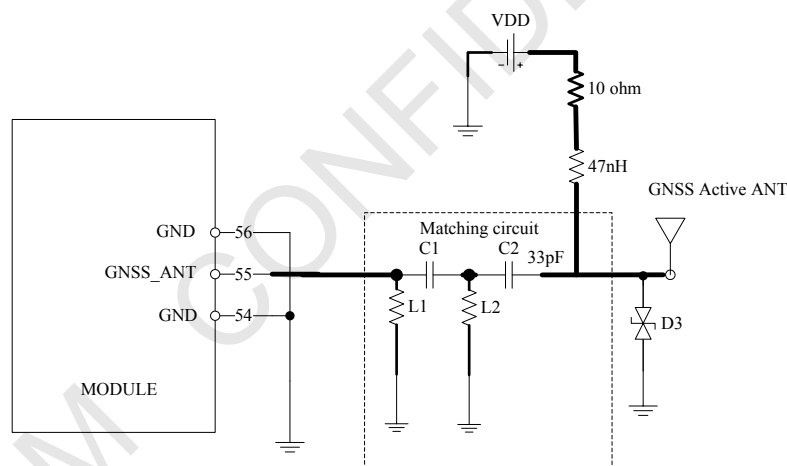 VDD
- +
10 ohm
47nH
GNSS Active ANT
Matching circuit
C1 C2 33pF
GND 56
GNSS_ANT 55
GND 54
L1 L2
D3
MODULE
M CONFIDE